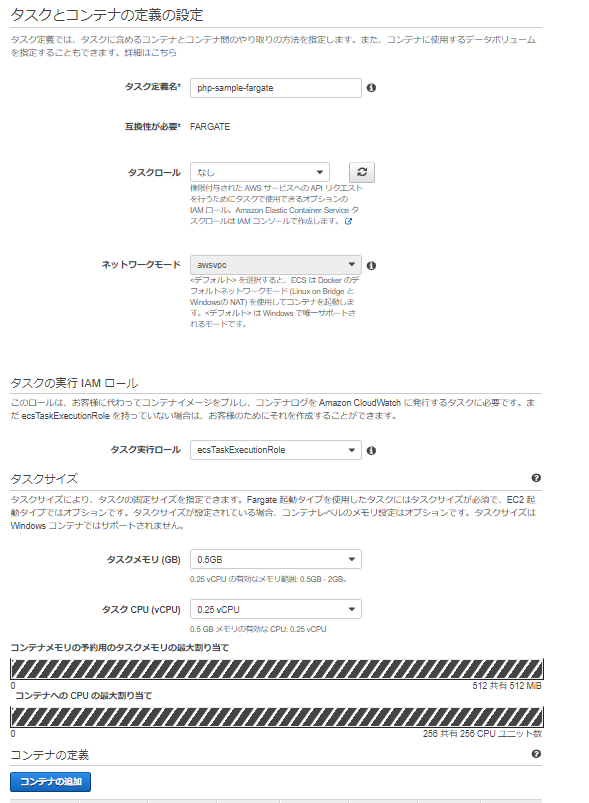 タスクとコンテナの定義の設定
タスク定義では、タスクに含めるコンテナとコンテナ間のやり取りの方法を指定します。また、コンテナに使用するデータボリューム
を指定することもできます。詳細はこちら
タスク定義名* php-sample-fargate
互換性が必要* FARGATE
タスクロール なし
権限付与された AWS サービスへの API リクエスト
を行うためにタスクで使用できるオプションの
IAM ロール。Amazon Elastic Container Service タ
スクロールは IAM コンソールで作成します。
ネットワークモード awsvpc
<デフォルト> を選択すると、ECS は Docker のデ
フォルトネットワークモード (Linux on Bridge と
Windowsの NAT) を使用してコンテナを起動しま
す。<デフォルト> は Windows で唯一サポートさ
れるモードです。
タスクの実行 IAM ロール
このロールは、お客様に代わってコンテナイメージをプルし、コンテナログを Amazon CloudWatch に発行するタスクに必要です。ま
だ ecsTaskExecutionRole を持っていない場合は、お客様のためにそれを作成することができます。
タスク実行ロール ecsTaskExecutionRole
タスクサイズ
タスクサイズにより、タスクの固定サイズを指定できます。Fargate 起動タイプを使用したタスクにはタスクサイズが必須で、EC2 起
動タイプではオプションです。タスクサイズが設定されている場合、コンテナレベルのメモリ設定はオプションです。タスクサイズは
Windows コンテナではサポートされません。
タスクメモリ (GB) 0.5GB
0.25 vCPU の有効なメモリ範囲: 0.5GB - 2GB。
タスク CPU (vCPU) 0.25 vCPU
0.5 GB メモリの有効な CPU: 0.25 vCPU
コンテナメモリの予約用のタスクメモリの最大割り当て
0 512 共有 512 MiB
コンテナへの CPU の最大割り当て
0 256 共有 256 CPU ユニット数
コンテナの定義
コンテナの追加